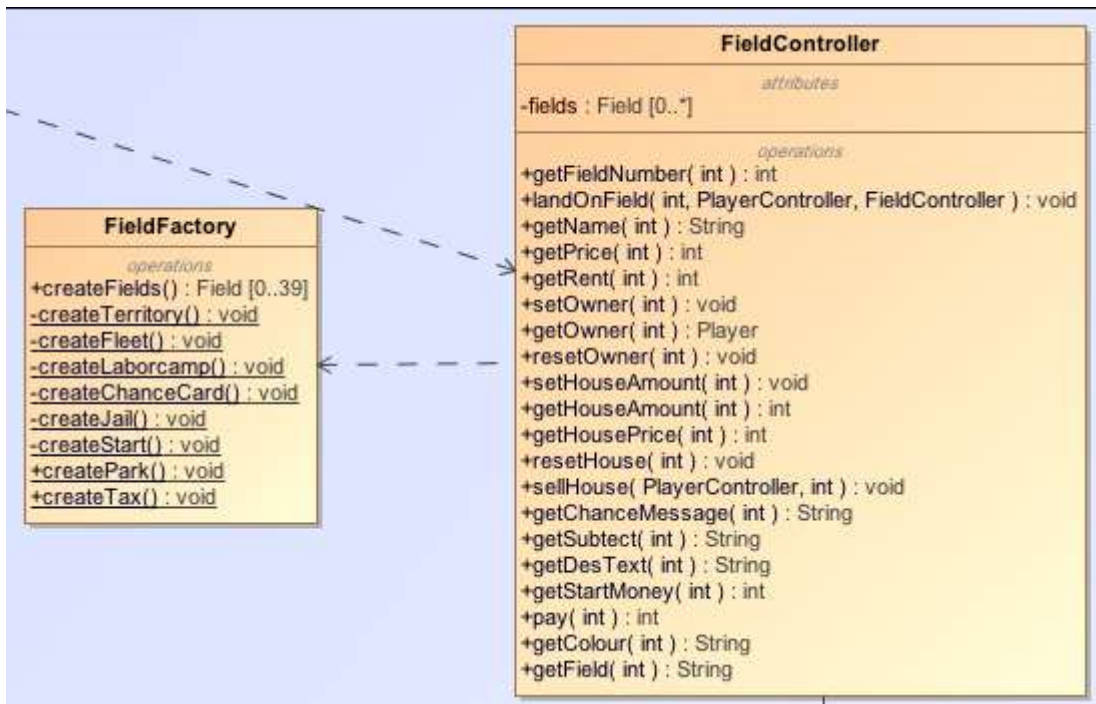 FieldController
attributes
-fields : Field [0..*]
operations
+getFieldNumber( int ) : int
+landOnField( int, PlayerController, FieldController ) : void
+getName( int ) : String
+getPrice( int ) : int
+getRent( int ) : int
+setOwner( int ) : void
+getOwner( int ) : Player
+resetOwner( int ) : void
+setHouseAmount( int ) : void
+getHouseAmount( int ) : int
+getHousePrice( int ) : int
+resetHouse( int ) : void
+sellHouse( PlayerController, int ) : void
+getChanceMessage( int ) : String
+getSubtect( int ) : String
+getDesText( int ) : String
+getStartMoney( int ) : int
+pay( int ) : int
+getColour( int ) : String
+getField( int ) : String
FieldFactory
operations
+createFields() : Field [0..39]
-createTerritory() : void
-createFleet() : void
-createLaborcamp() : void
-createChanceCard() : void
-createJail() : void
-createStart() : void
+createPark() : void
+createTax() : void